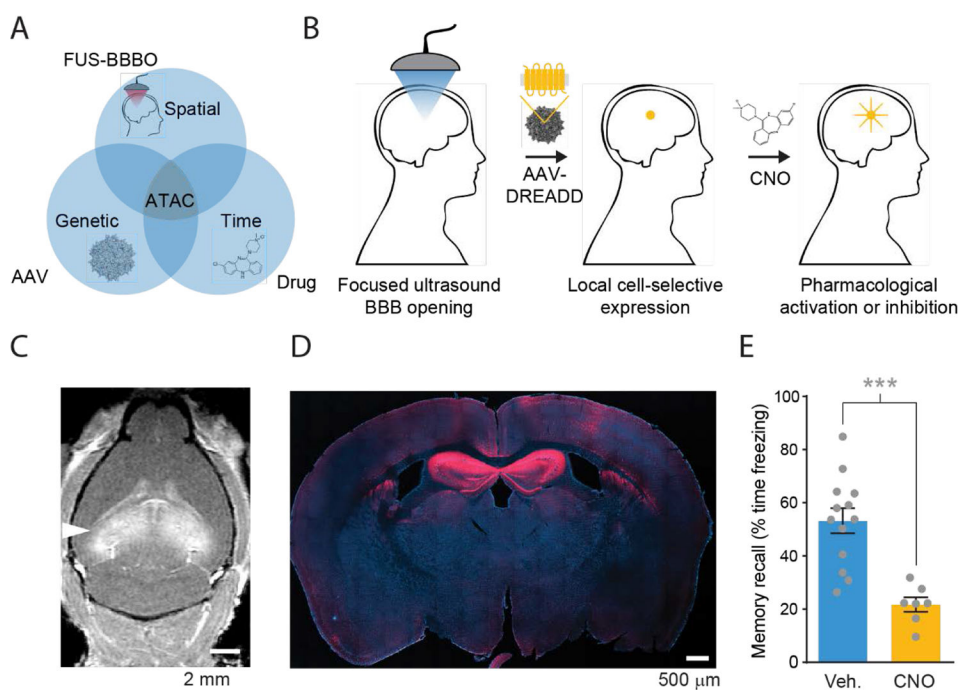 A
FUS-BBBO
Spatial
ATAC
Genetic
Time
AAV
Drug
B
AAV-
DREADD
CNO
Focused ultrasound
BBB opening
Local cell-selective
expression
Pharmacological
activation or inhibition
C
2 mm
D
500 µm
E
***
Memory recall (% time freezing)
100
80
60
40
20
0
Veh.
CNO